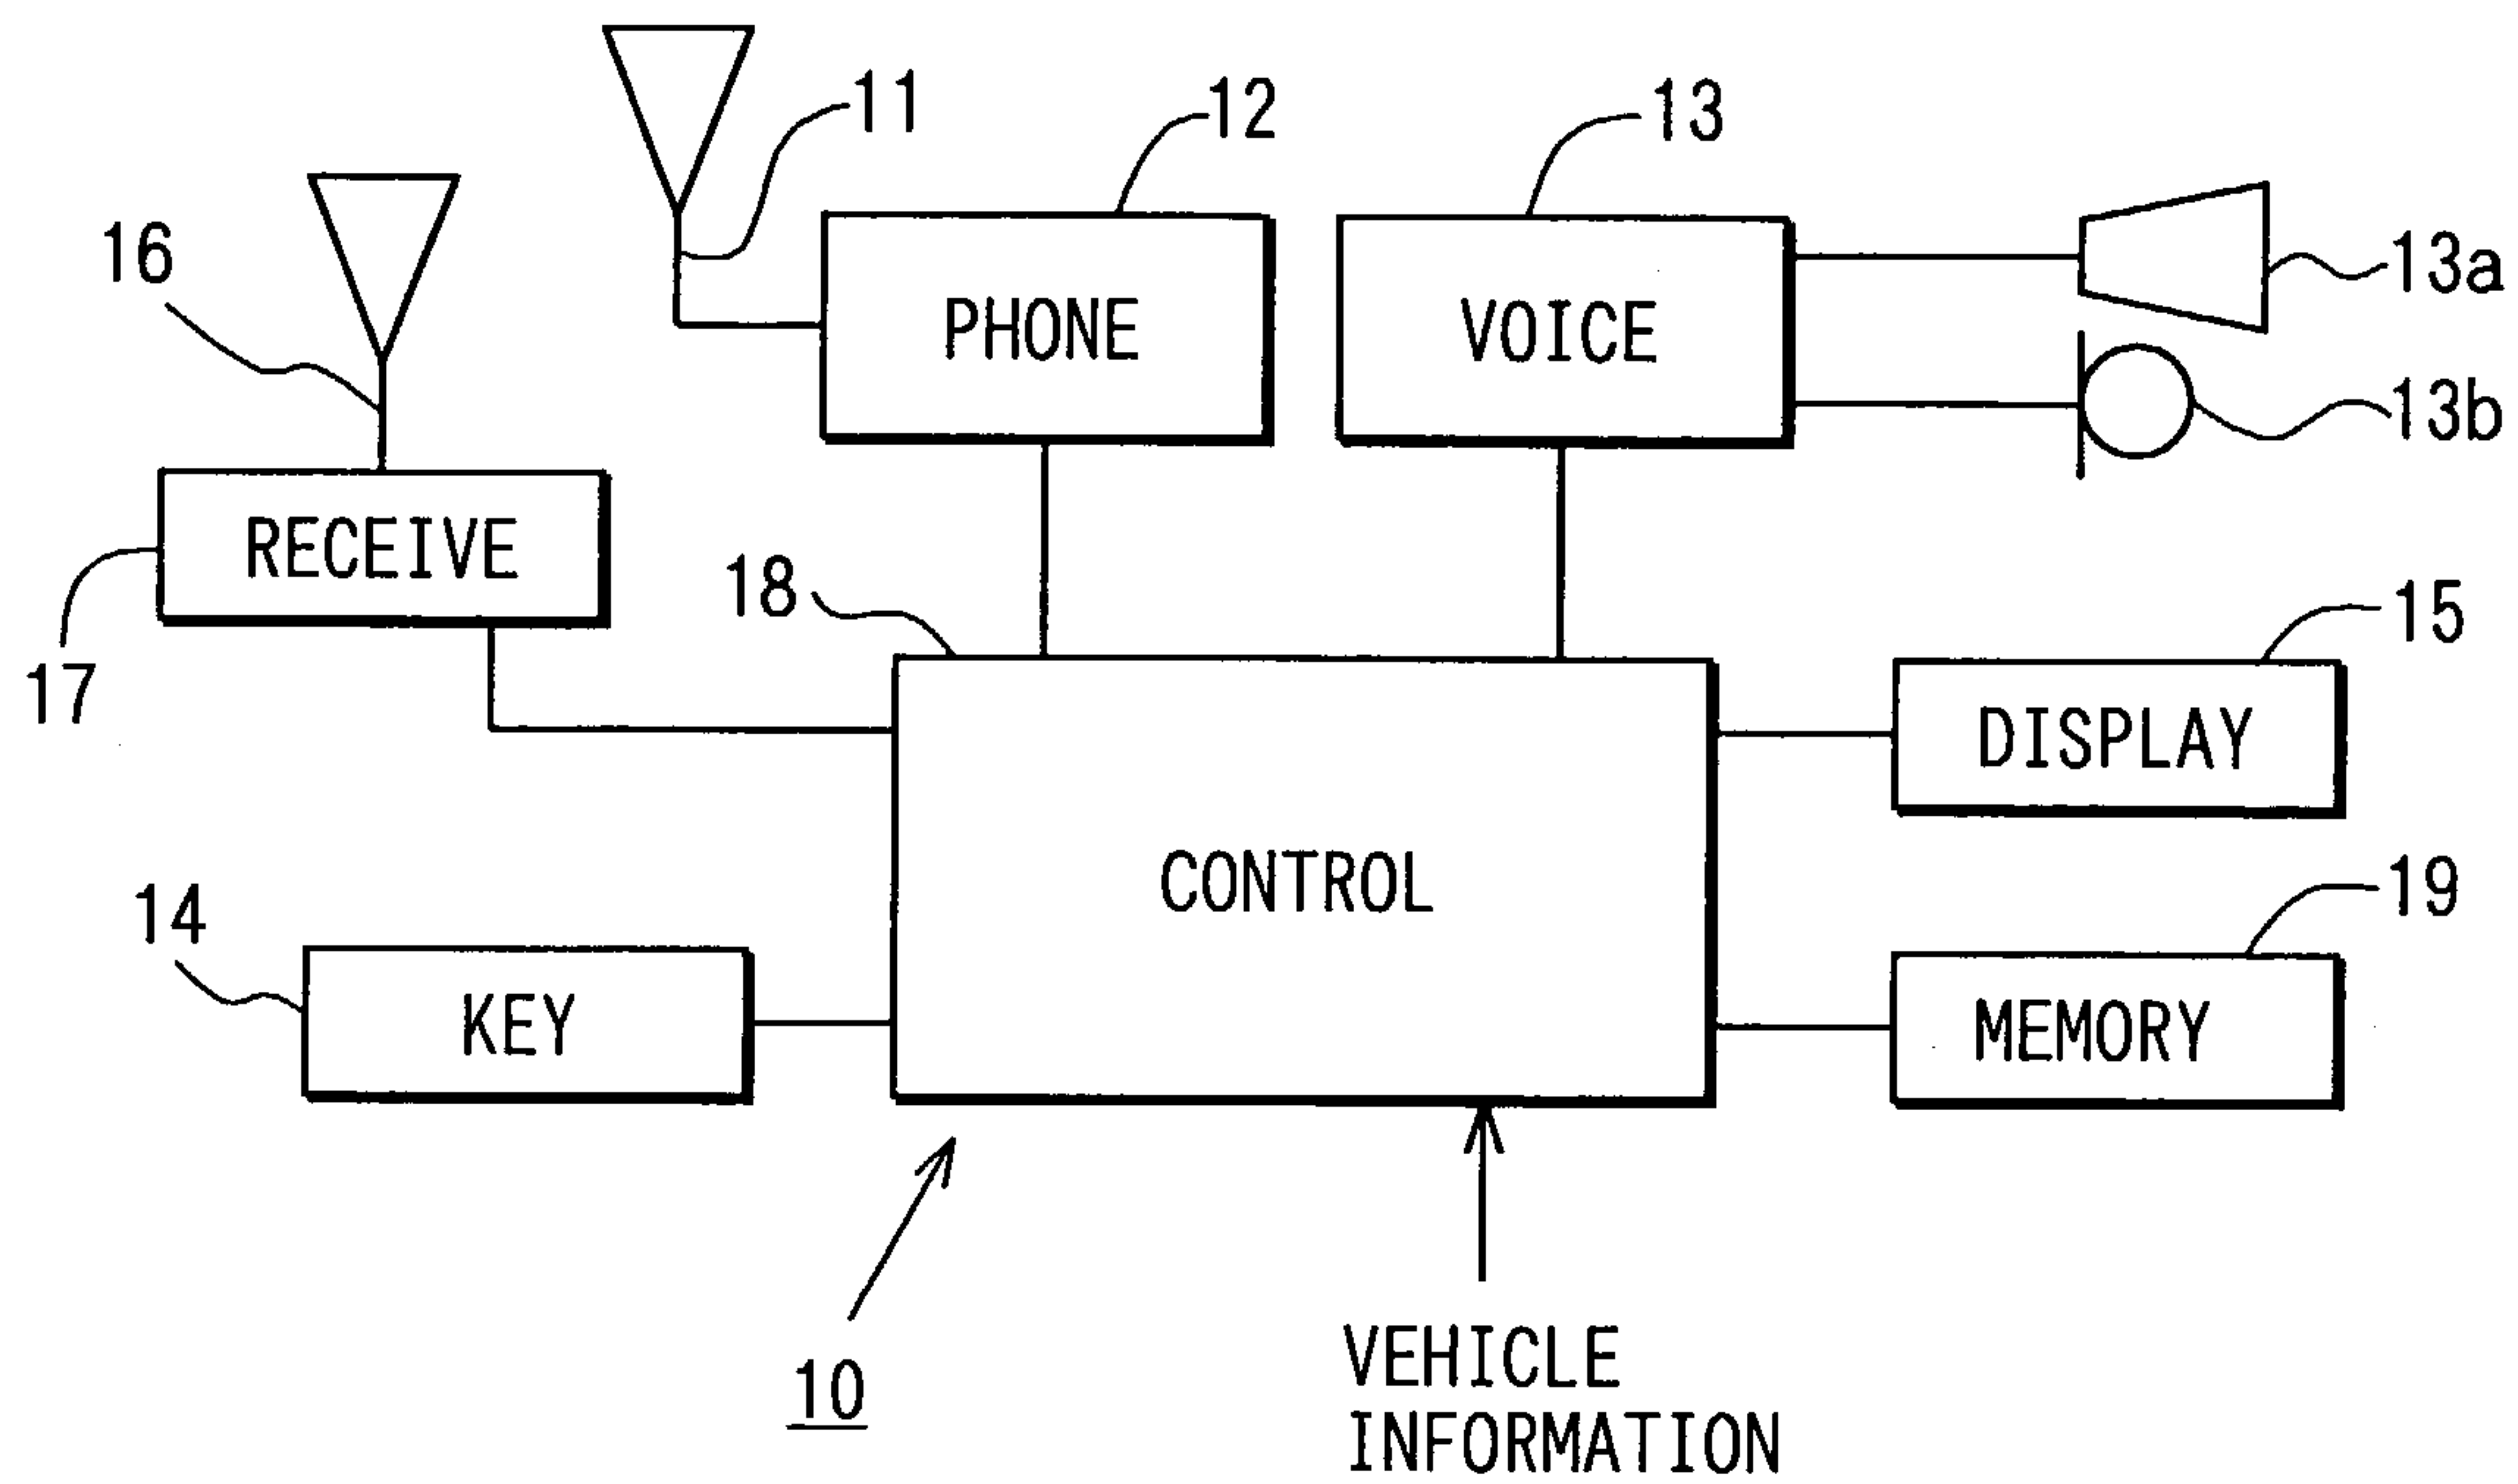 11
12
13
16
13a
PHONE
VOICE
13b
RECEIVE
18
15
17
DISPLAY
CONTROL
14
19
KEY
MEMORY
10
VEHICLE
INFORMATION